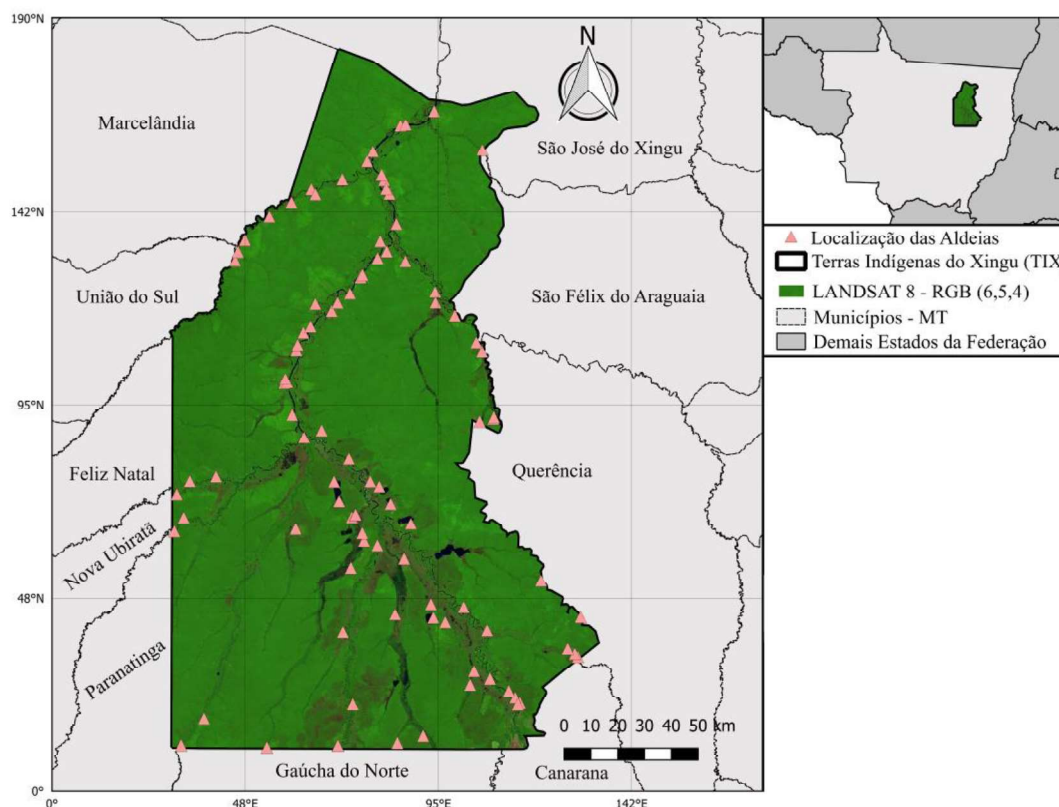 190°N
142°N
95°N
48°N
0°
0°
48°E
95°E
142°E
N
Marcelândia
São José do Xingu
União do Sul
São Félix do Araguaia
Feliz Natal
Querência
Nova Ubiratã
Paranatinga
Gaúcha do Norte
Canarana
0 10 20 30 40 50 km
Localização das Aldeias
Terras Indígenas do Xingu (TIX
LANDSAT 8 - RGB (6,5,4)
Municípios - MT
Demais Estados da Federação